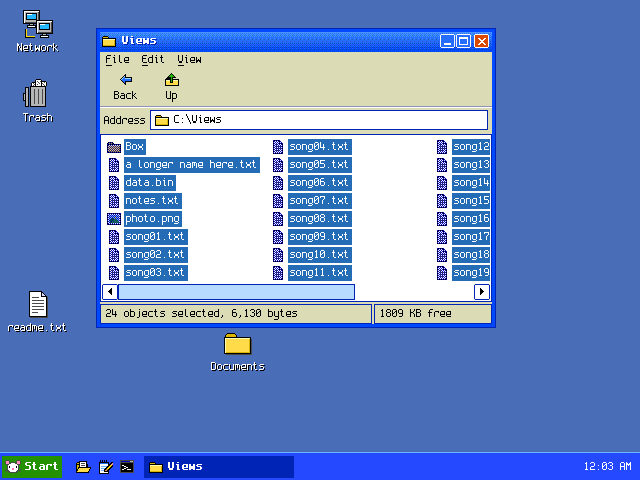 Network
Trash
readme.txt
Documents
Views
File Edit View
Back Up
Address C:\Views
Box song04.txt song12
a longer name here.txt song05.txt song13
data.bin song06.txt song14
notes.txt song07.txt song15
photo.png song08.txt song16
song01.txt song09.txt song17
song02.txt song10.txt song18
song03.txt song11.txt song19
24 objects selected, 6,130 bytes 1809 KB free
Start Views 12:03 AM